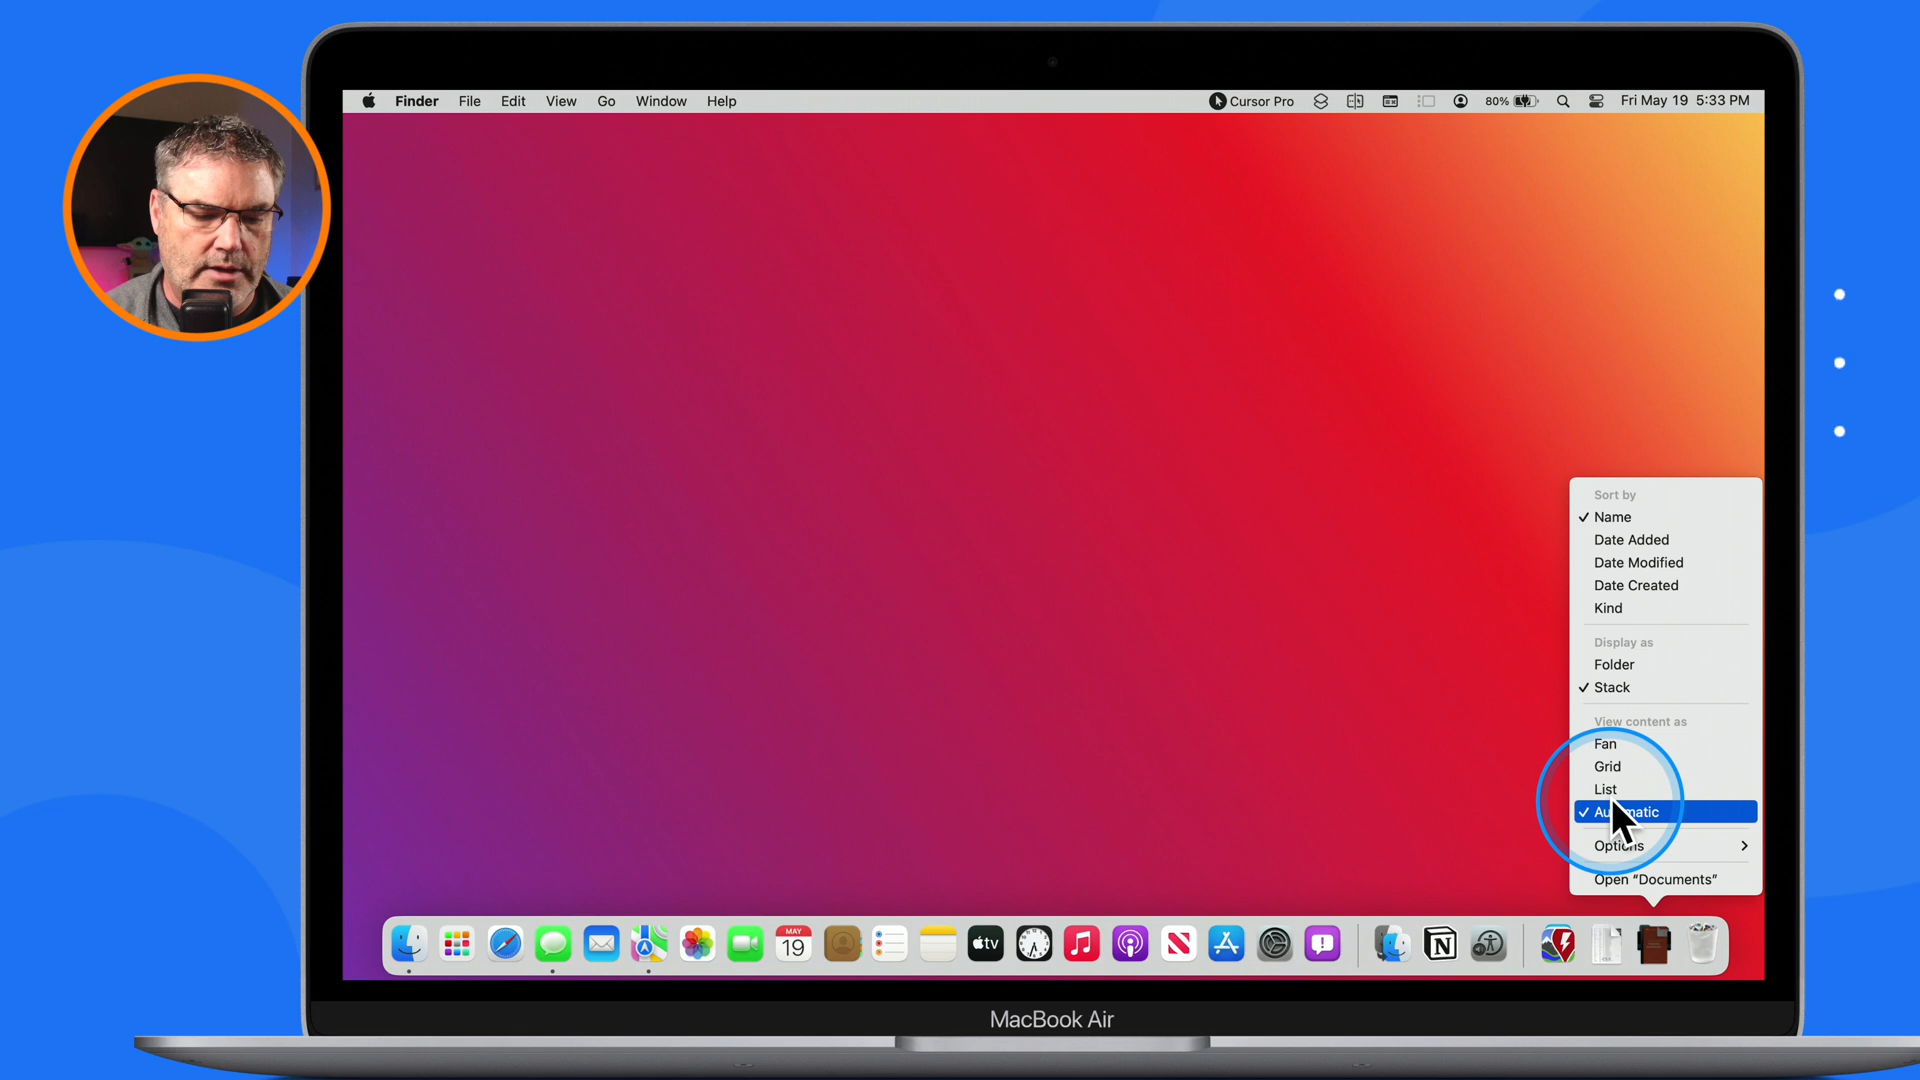 Finder File Edit View Go Window Help Cursor Pro 80% Fri May 19 5:33 PM
Sort by
✓ Name
Date Added
Date Modified
Date Created
Kind
Display as
Folder
✓ Stack
View content as
Fan
Grid
List
✓ Automatic
Options
Open “Documents”
MAY
19
tv
N
MacBook Air